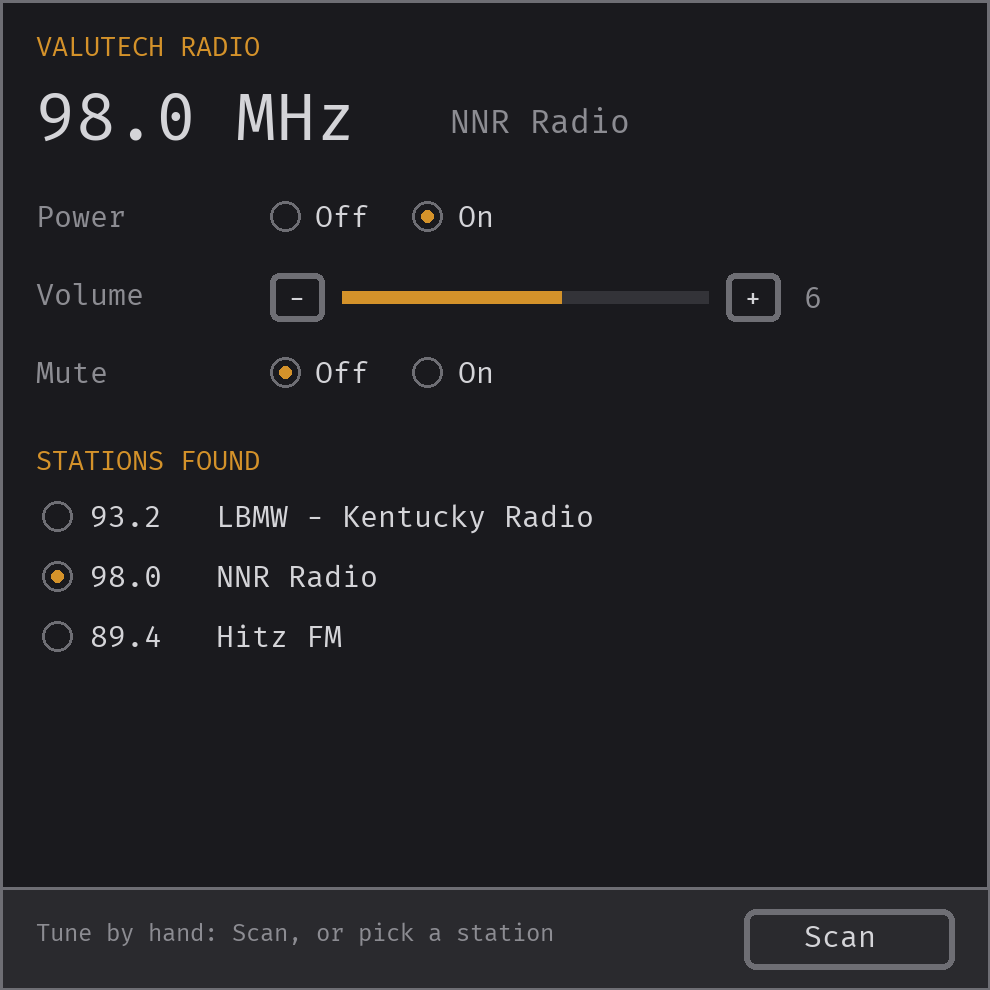 VALUTECH RADIO
98.0 MHz NNR Radio
Power Off On
Volume - + 6
Mute Off On
STATIONS FOUND
93.2 LBMW - Kentucky Radio
98.0 NNR Radio
89.4 Hitz FM
Tune by hand: Scan, or pick a station Scan